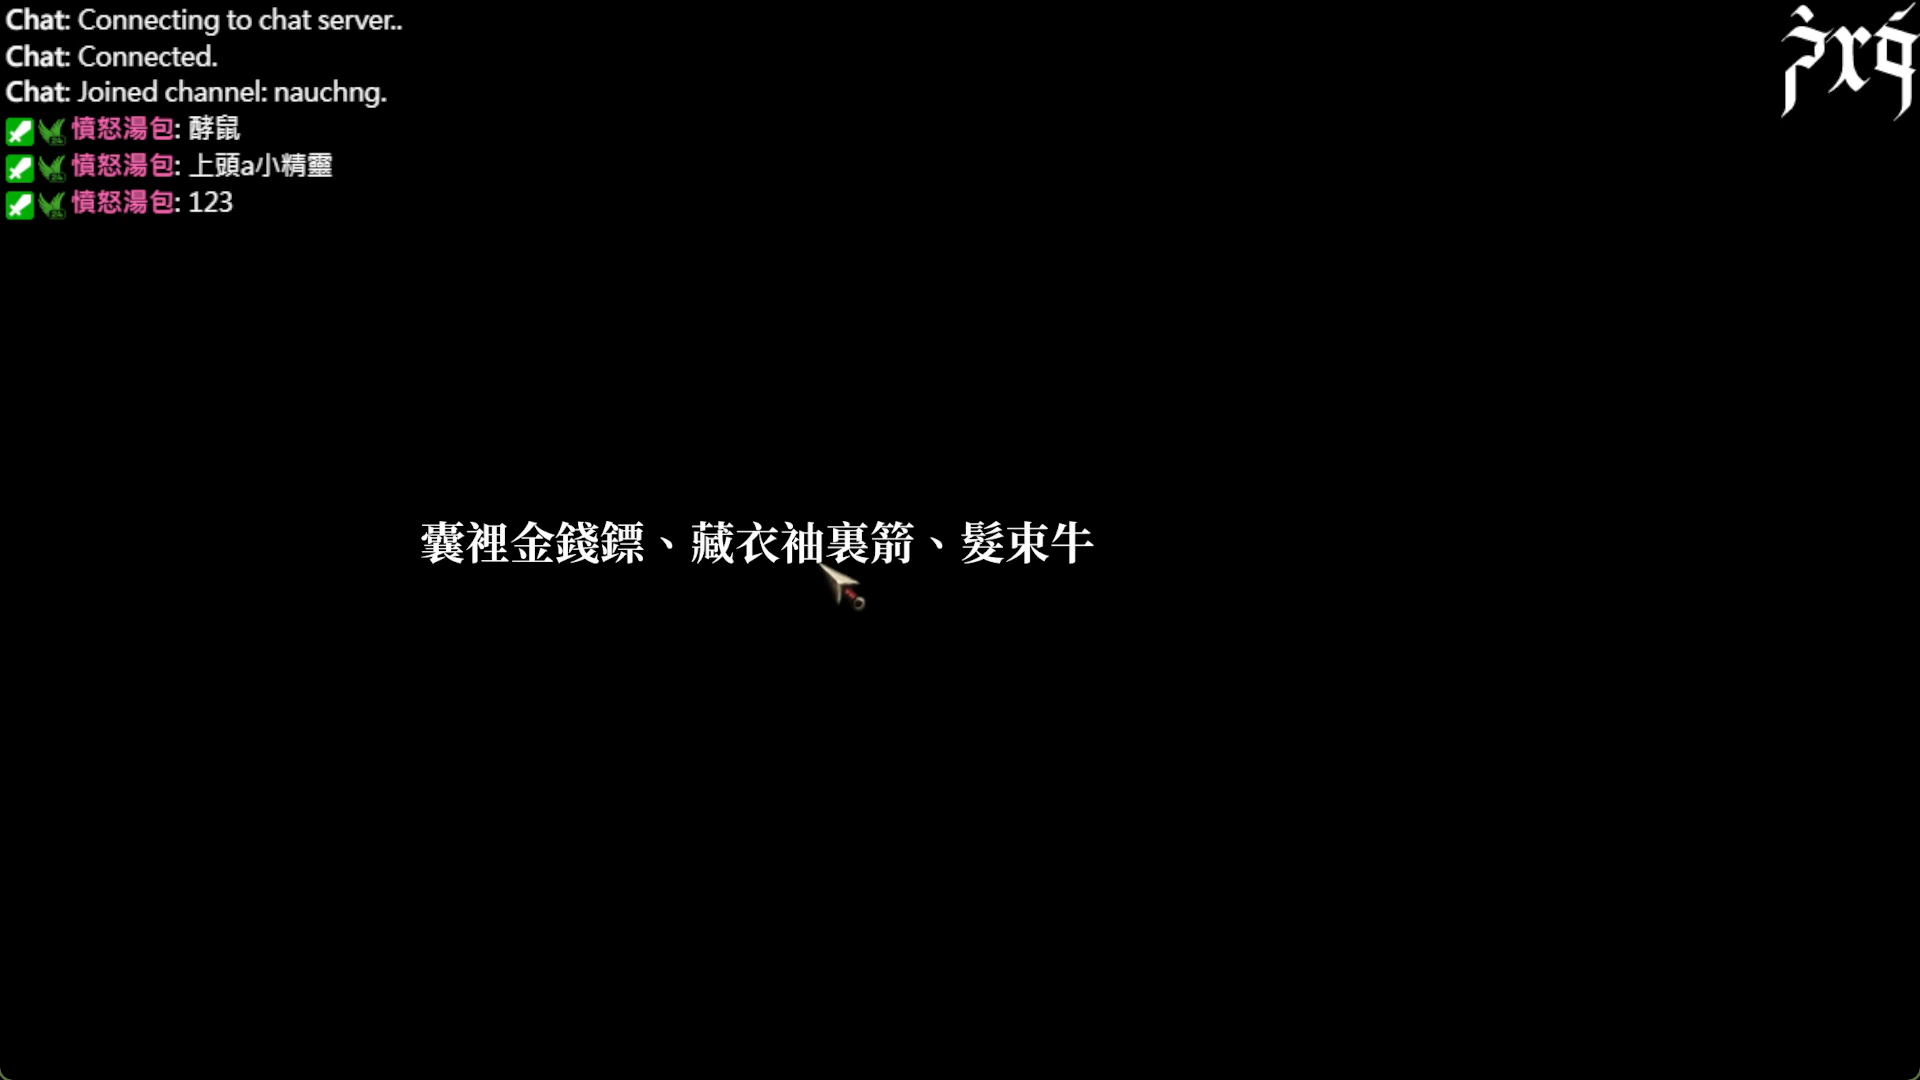 Chat: Connecting to chat server..
Chat: Connected.
Chat: Joined channel: nauchng.
憤怒湯包: 酵鼠
憤怒湯包: 上頭a小精靈
憤怒湯包: 123
囊裡金錢鏢、藏衣袖裏箭、髮束牛